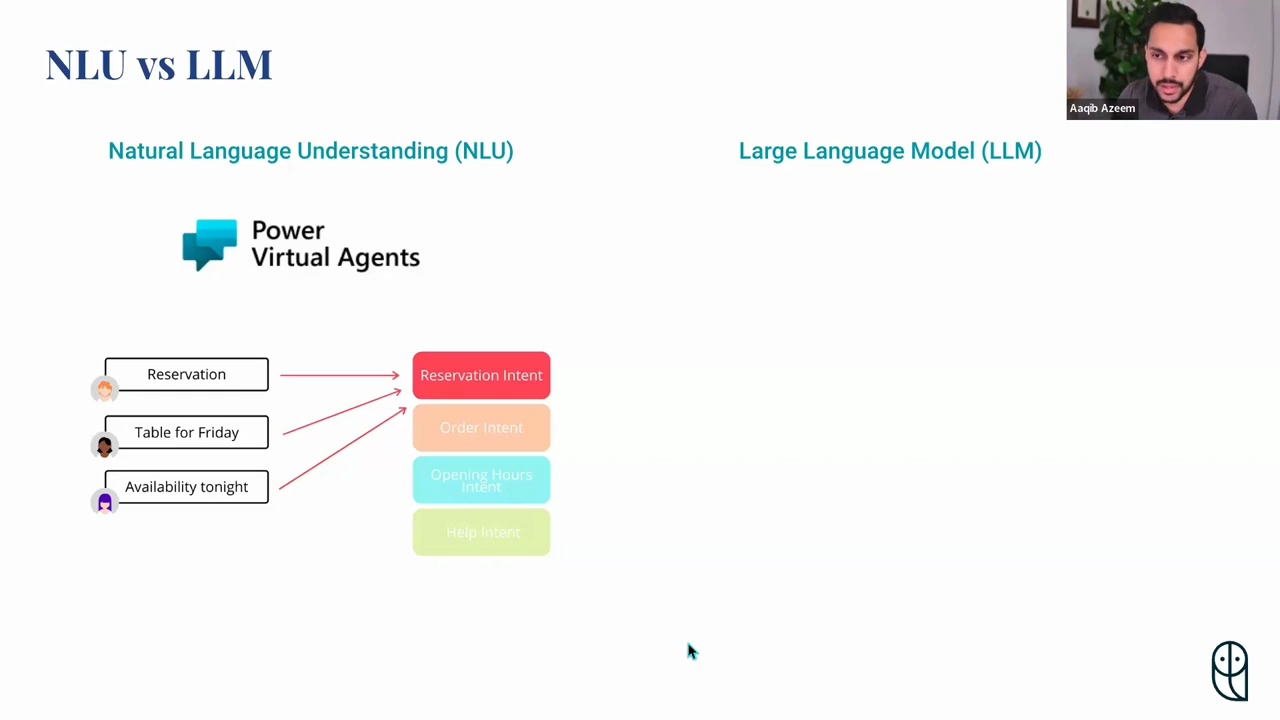 NLU vs LLM
Aaqib Azeem
Natural Language Understanding (NLU)
Large Language Model (LLM)
Power
Virtual Agents
Reservation
Table for Friday
Availability tonight
Reservation Intent
Order Intent
Opening Hours
Intent
Help Intent